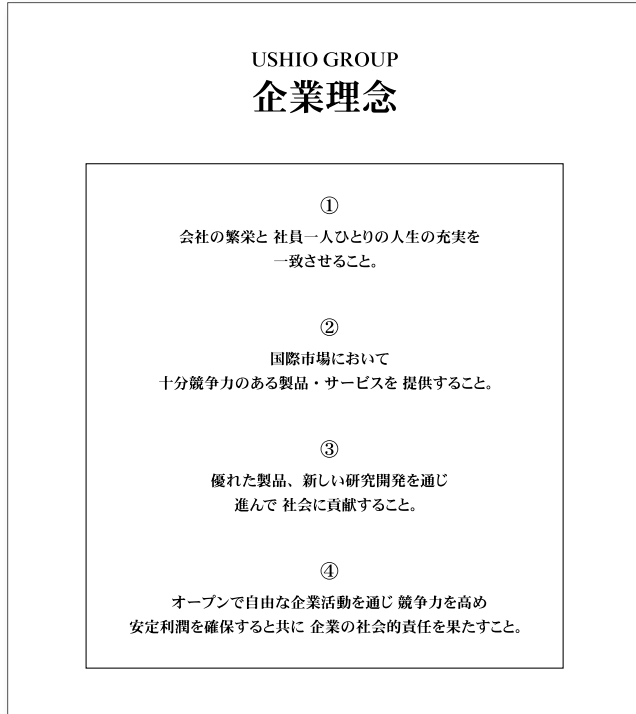 USHIO GROUP
企業理念
①
会社の繁栄と 社員一人ひとりの人生の充実を
一致させること。
②
国際市場において
十分競争力のある製品・サービスを 提供すること。
③
優れた製品、新しい研究開発を通じ
進んで 社会に貢献すること。
④
オープンで自由な企業活動を通じ 競争力を高め
安定利潤を確保すると共に 企業の社会的責任を果たすこと。